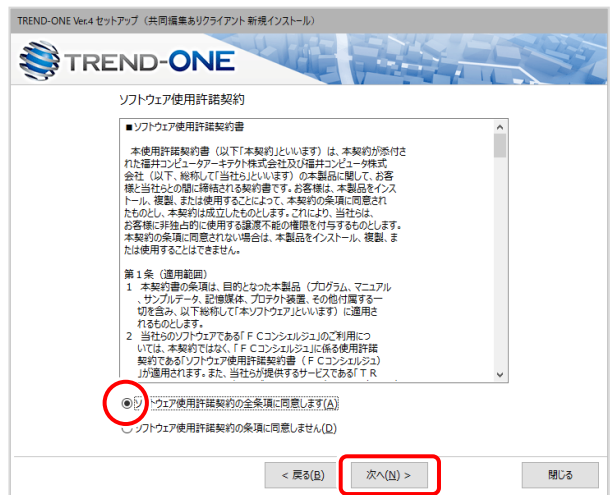 TREND-ONE Ver.4 セットアップ（共同編集ありクライアント 新規インストール）
TREND-ONE
ソフトウェア使用許諾契約
■ソフトウェア使用許諾契約書
本使用許諾契約（以下「本契約」といいます）は、本契約が添付さ
れた福井コンピュータアーキテクト株式会社及び福井コンピュータ株式
会社（以下、総称して「当社ら」といいます）の本製品に関して、お客
様と当社らとの間に締結される契約書です。お客様は、本製品をインス
トール、複製、または使用することによって、本契約の条項に同意され
たものとし、本契約は成立したものとします。これにより、当社らは、
お客様に非独占的に使用する譲渡不能の権限を付与するものとします。
本契約の条項に同意されない場合は、本製品をインストール、複製、ま
たは使用することはできません。
第１条（適用範囲）
１ 本契約書の条項は、目的となった本製品（プログラム、マニュアル
、サンプルデータ、記憶媒体、プロテクト装置、その他付属する一
切を含み、以下総称して「本ソフトウェア」といいます）に適用さ
れるものとします。
２ 当社らのソフトウェアである「ＦＣコンシェルジュ」のご利用につ
いては、本契約ではなく、「ＦＣコンシェルジュ」に係る使用許諾
契約である「ソフトウェア使用許諾契約書（ＦＣコンシェルジュ）
」が適用されます。また、当社らが提供するサービスである「ＴＲ
ソフトウェア使用許諾契約の全条項に同意します(A)
ソフトウェア使用許諾契約の条項に同意しません(D)
< 戻る(B) 次へ(N) > 閉じる